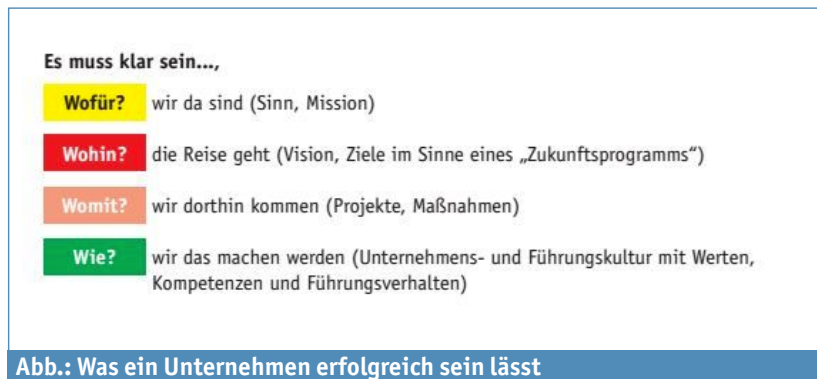 Es muss klar sein...,
Wofür? wir da sind (Sinn, Mission)
Wohin? die Reise geht (Vision, Ziele im Sinne eines „Zukunftsprogramms“)
Womit? wir dorthin kommen (Projekte, Maßnahmen)
Wie? wir das machen werden (Unternehmens- und Führungskultur mit Werten,
Kompetenzen und Führungsverhalten)
Abb.: Was ein Unternehmen erfolgreich sein lässt